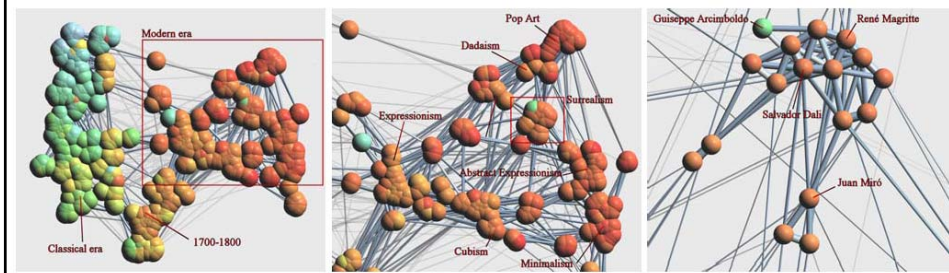 Modern era
Classical era
1700-1800
Pop Art
Dadaism
Surrealism
Expressionism
Abstract Expressionism
Cubism
Minimalism
Guiseppe Arcimboldo
René Magritte
Salvador Dali
Juan Miró